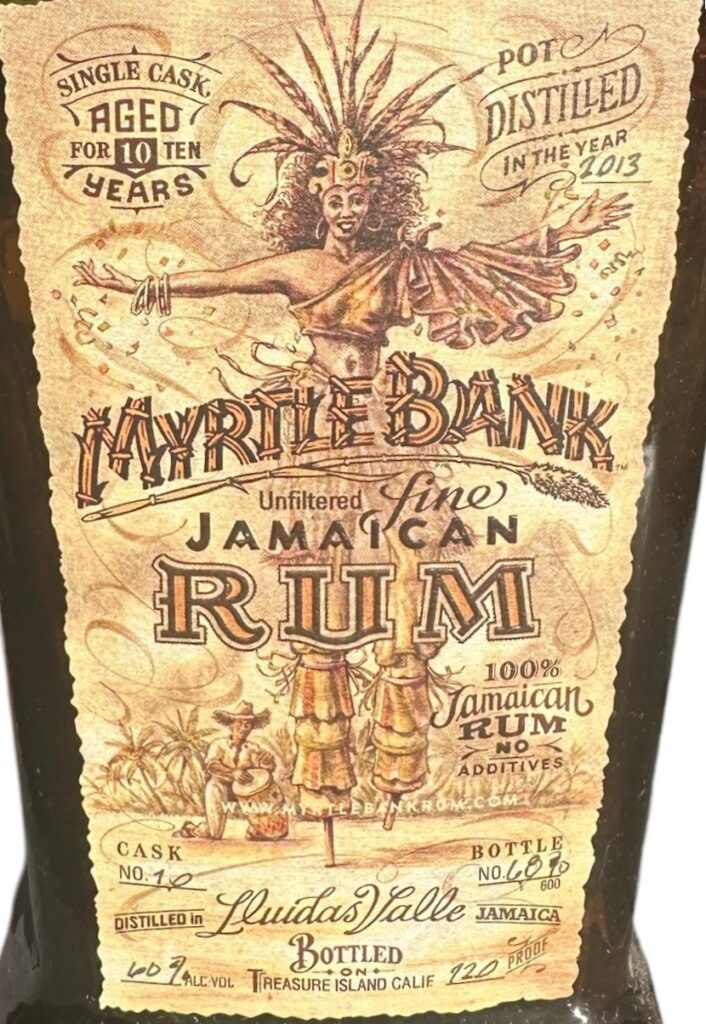 SINGLE CASK,
AGED
FOR 10 TEN
YEARS
POT
DISTILLED
IN THE YEAR
2013
MYRTLE BANK™
Unfiltered fine
JAMAICAN
RUM
100%
Jamaican
RUM
NO
ADDITIVES
WWW.MYRTLEBANKRUM.COM
CASK
NO. 10
BOTTLE
NO.
600
DISTILLED in Lluidas Valle JAMAICA
BOTTLED
ON
TREASURE ISLAND CALIF
60% ALC. VOL.
120 PROOF